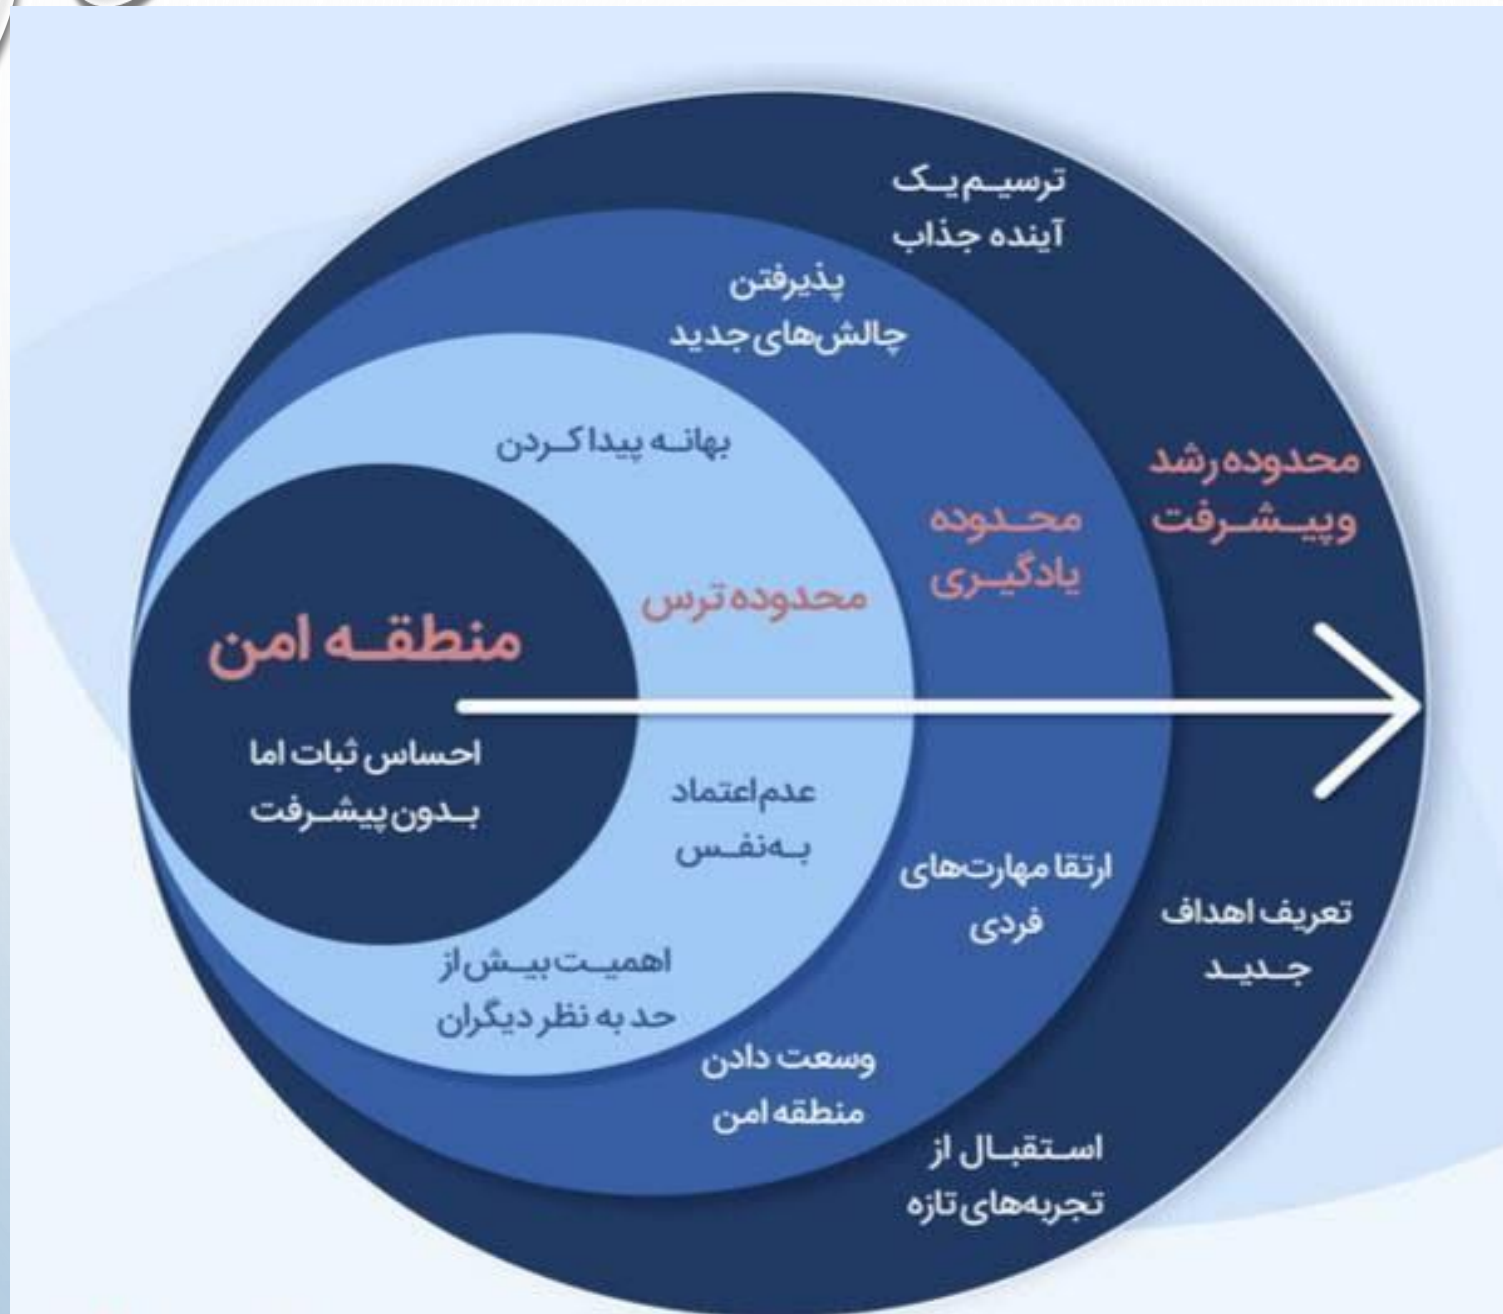 ترسیم یک
آینده جذاب
پذیرفتن
چالش‌های جدید
بهانه پیدا کردن
محدوده رشد
و پیشرفت
محدوده
یادگیری
محدوده ترس
منطقه امن
احساس ثبات اما
بدون پیشرفت
عدم اعتماد
به‌نفس
ارتقا مهارت‌های
فردی
تعریف اهداف
جدید
اهمیت بیش از
حد به نظر دیگران
وسعت دادن
منطقه امن
استقبال از
تجربه‌های تازه